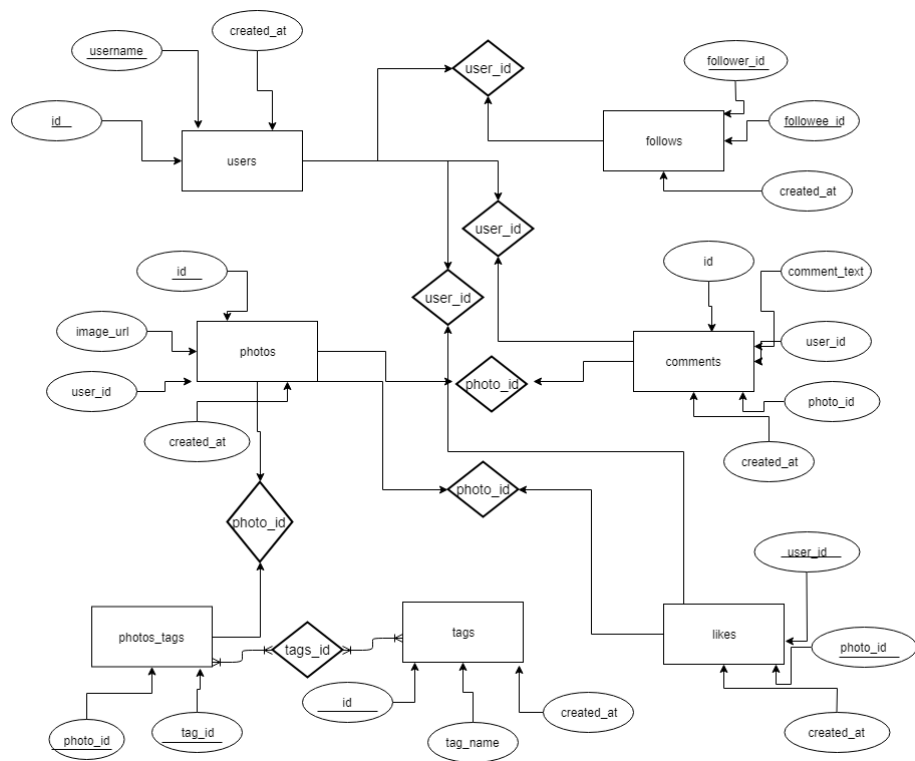 created_at
username
user_id
follower_id
id
followee_id
users
follows
created_at
user_id
id
id
comment_text
user_id
image_url
photos
user_id
comments
user_id
photo_id
photo_id
created_at
created_at
photo_id
photo_id
user_id
photos_tags
tags
likes
tags_id
photo_id
id
created_at
photo_id
tag_id
tag_name
created_at